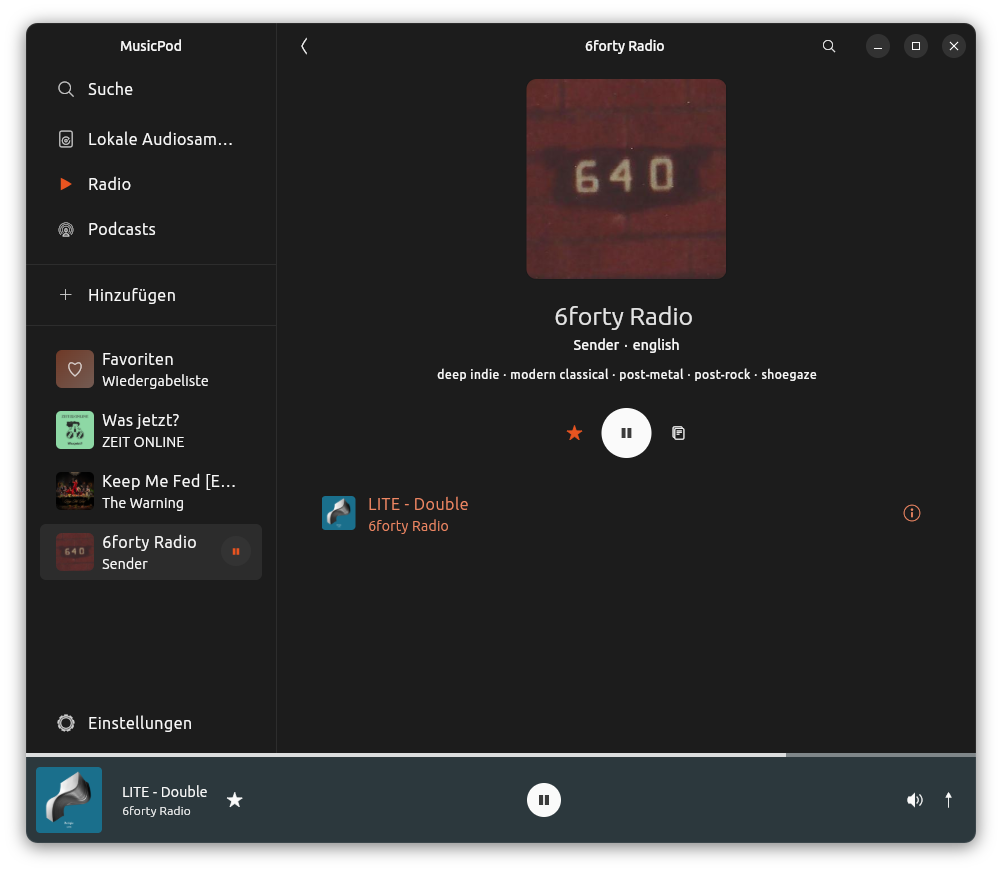 MusicPod
6forty Radio
Suche
Lokale Audiosam…
Radio
Podcasts
Hinzufügen
Favoriten
Wiedergabeliste
Was jetzt?
ZEIT ONLINE
Keep Me Fed [E…
The Warning
640
6forty Radio
Sender
Einstellungen
640
6forty Radio
Sender · english
deep indie · modern classical · post-metal · post-rock · shoegaze
LITE - Double
6forty Radio
LITE - Double
6forty Radio